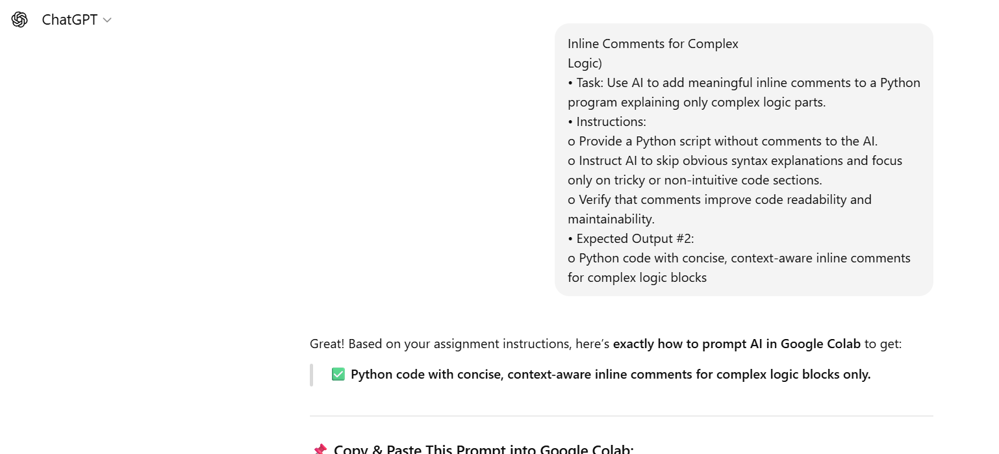 ChatGPT
Inline Comments for Complex
Logic)
• Task: Use AI to add meaningful inline comments to a Python
program explaining only complex logic parts.
• Instructions:
o Provide a Python script without comments to the AI.
o Instruct AI to skip obvious syntax explanations and focus
only on tricky or non-intuitive code sections.
o Verify that comments improve code readability and
maintainability.
• Expected Output #2:
o Python code with concise, context-aware inline comments
for complex logic blocks
Great! Based on your assignment instructions, here’s exactly how to prompt AI in Google Colab to get:
✅ Python code with concise, context-aware inline comments for complex logic blocks only.
📌 Copy & Paste This Prompt into Google Colab: